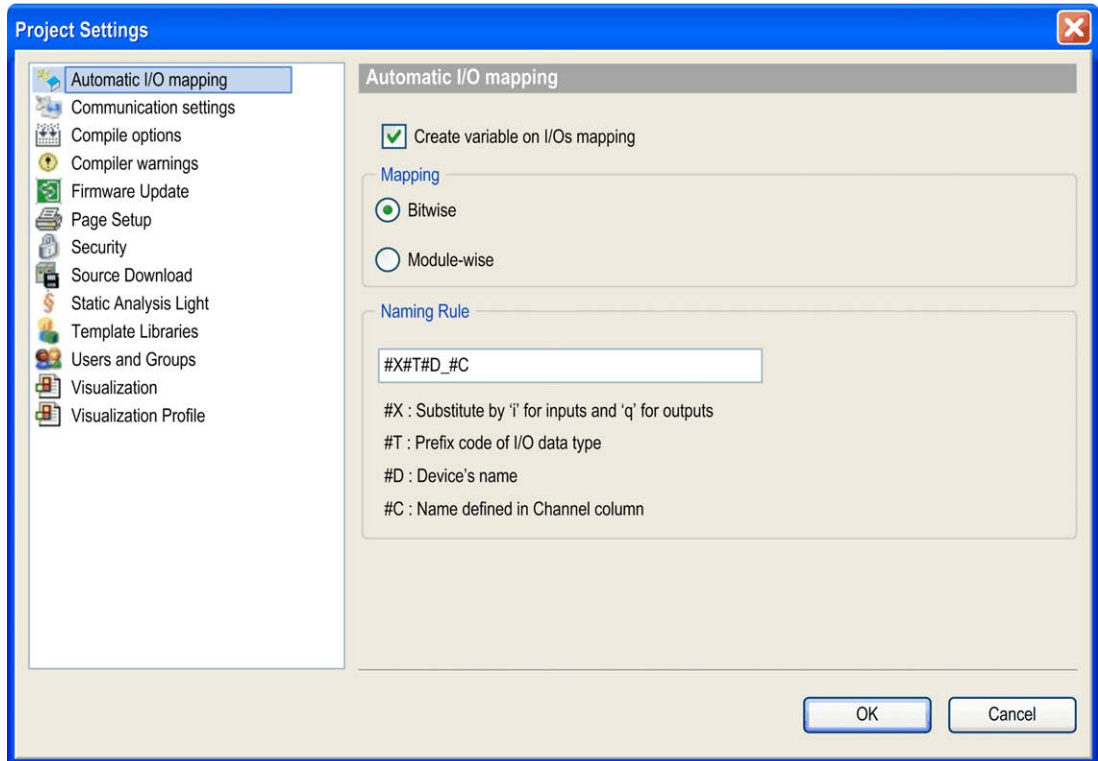 Project Settings
Automatic I/O mapping
Communication settings
Compile options
Compiler warnings
Firmware Update
Page Setup
Security
Source Download
Static Analysis Light
Template Libraries
Users and Groups
Visualization
Visualization Profile
Automatic I/O mapping
Create variable on I/Os mapping
Mapping
Bitwise
Module-wise
Naming Rule
#X#T#D_#C
#X : Substitute by ‘i’ for inputs and ‘q’ for outputs
#T : Prefix code of I/O data type
#D : Device’s name
#C : Name defined in Channel column
OK
Cancel